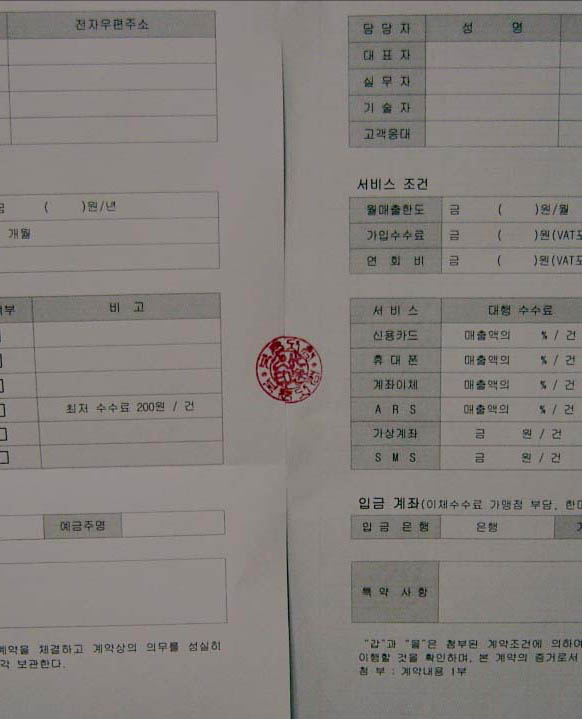 전자우편주소
( )원/년
개월
비 고
최저 수수료 200원 / 건
예금주명
계약을 체결하고 계약상의 의무를 성실히
각 보관한다.
담 당 자 성 명
대 표 자
실 무 자
기 술 자
고객응대
서비스 조건
월매출한도 금 ( )원/월
가입수수료 금 ( )원(VAT포
연 회 비 금 ( )원(VAT포
서 비 스 대행 수수료
신용카드 매출액의 % / 건
휴 대 폰 매출액의 % / 건
계좌이체 매출액의 % / 건
A R S 매출액의 % / 건
가상계좌 금 원 / 건
S M S 금 원 / 건
입금 계좌(이체수수료 가맹점 부담,
입 금 은 행 은행
특 약 사 항
"갑"과 "을"은 첨부된 계약조건에 의하여
이행할 것을 확인하며, 본 계약의 증거로서
첨 부 : 계약내용 1부